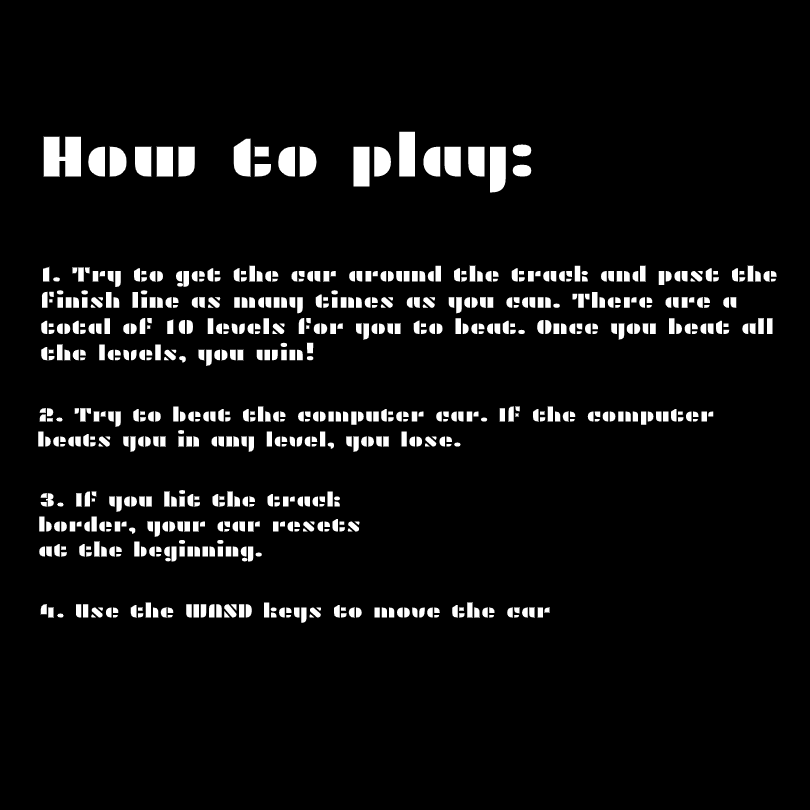 How to play:
1. Try to get the car around the track and past the
finish line as many times as you can. There are a
total of 10 levels for you to beat. Once you beat all
the levels, you win!
2. Try to beat the computer car. If the computer
beats you in any level, you lose.
3. If you hit the track
border, your car resets
at the beginning.
4. Use the WASD keys to move the car